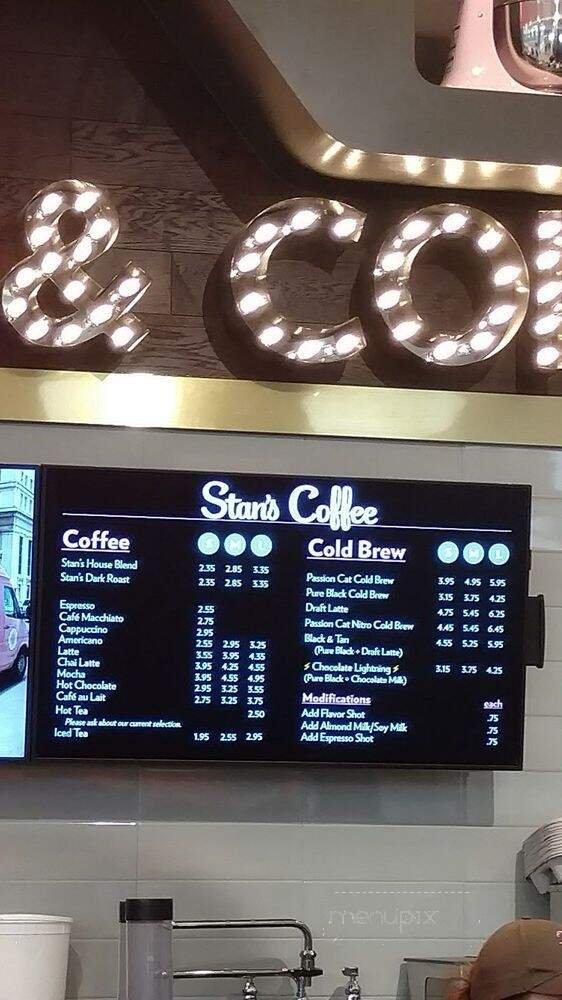 & CO
Stan's Coffee
Coffee S M L
Stan's House Blend 2.35 2.85 3.35
Stan's Dark Roast 2.35 2.85 3.35
Espresso 2.55
Café Macchiato 2.75
Cappuccino 2.95
Americano 2.55 2.95 3.25
Latte 3.55 3.95 4.35
Chai Latte 3.95 4.25 4.55
Mocha 3.95 4.55 4.95
Hot Chocolate 2.95 3.25 3.55
Café au Lait 2.75 3.25 3.75
Hot Tea 2.50
Please ask about our current selection.
Iced Tea 1.95 2.55 2.95
Cold Brew S M L
Passion Cat Cold Brew 3.95 4.95 5.95
Pure Black Cold Brew 3.15 3.75 4.25
Draft Latte 4.75 5.45 6.25
Passion Cat Nitro Cold Brew 4.45 5.45 6.45
Black & Tan 4.55 5.25 5.95
(Pure Black + Draft Latte)
⚡Chocolate Lightning⚡ 3.15 3.75 4.25
(Pure Black + Chocolate Milk)
Modifications each
Add Flavor Shot .75
Add Almond Milk/Soy Milk .75
Add Espresso Shot .75
menupix